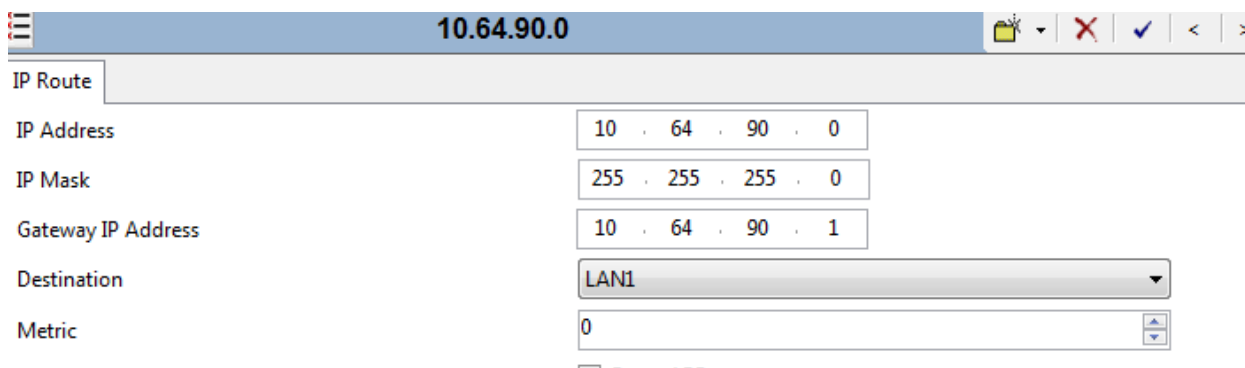 10.64.90.0
IP Route
IP Address 10 . 64 . 90 . 0
IP Mask 255 . 255 . 255 . 0
Gateway IP Address 10 . 64 . 90 . 1
Destination LAN1
Metric 0